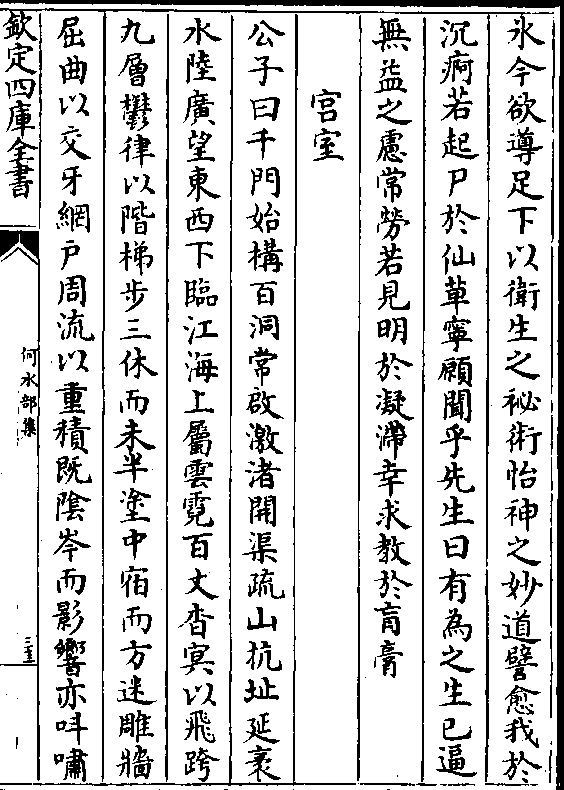 氷今欲導足下以衛生之祕術怡神之妙道譬愈我於
沉痾若起尸於仙草寧願聞乎先生曰有為之生已逼
無益之慮常勞若見明於凝滯幸求教於肓膏
宫室
公子曰千門始構百洞常啟激渚開渠疏山抗址延袤
水陸廣望東西下臨江海上屬雲霓百丈杳冥以飛跨
九層鬱律以階梯步三休而未半塗中宿而方迷雕牆
屈曲以交牙網户周流以重積既陰岑而影響亦呌嘯
欽定四庫全書
何水部集